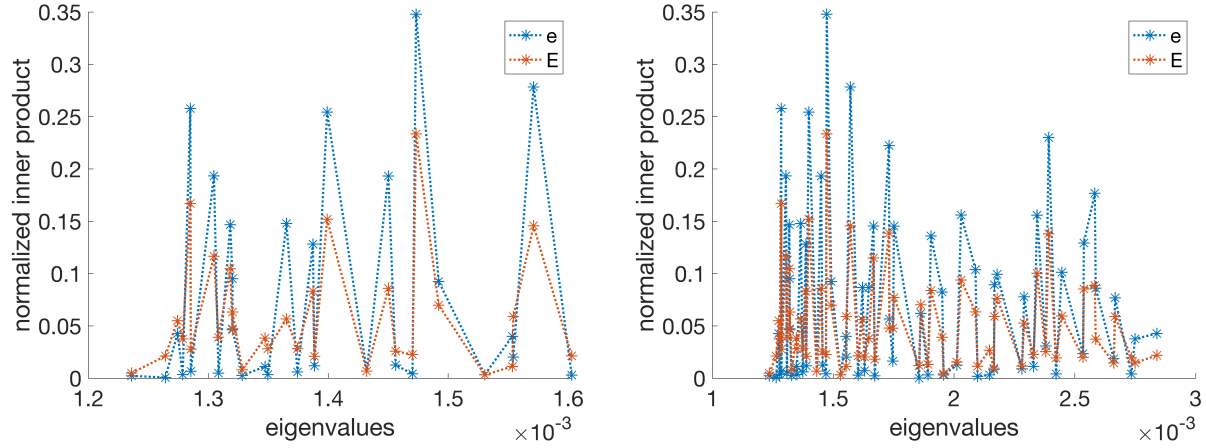 0.35
0.3
0.25
0.2
0.15
0.1
0.05
0
normalized inner product
1.2 1.3 1.4 1.5 1.6
eigenvalues
×10⁻³
e
E
0.35
0.3
0.25
0.2
0.15
0.1
0.05
0
normalized inner product
1 1.5 2 2.5 3
eigenvalues
×10⁻³
e
E